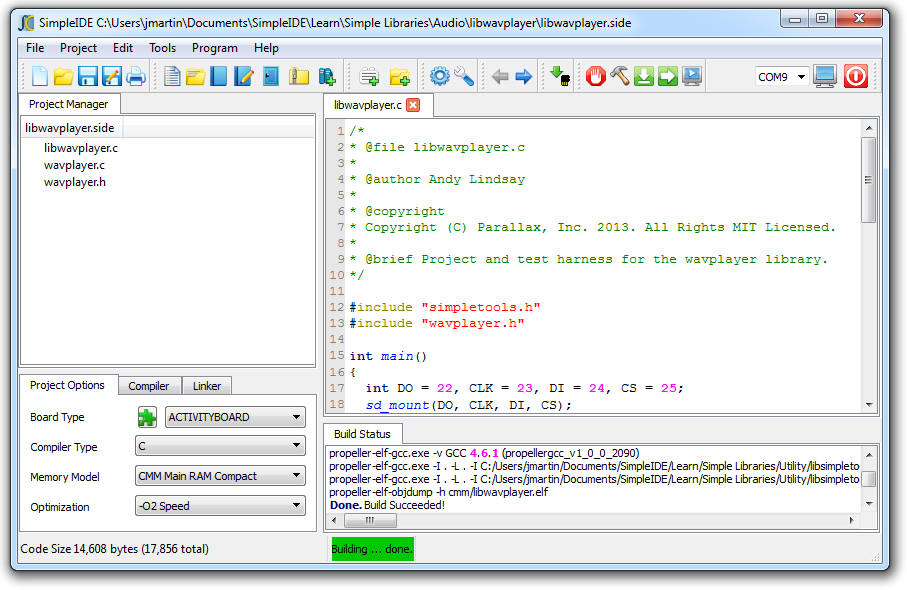 SimpleIDE C:\Users\jmartin\Documents\SimpleIDE\Learn\Simple Libraries\Audio\libwavplayer\libwavplayer.side
File Project Edit Tools Program Help
COM9
Project Manager
libwavplayer.side
libwavplayer.c
wavplayer.c
wavplayer.h
libwavplayer.c
1 /*
2 * @file libwavplayer.c
3 *
4 * @author Andy Lindsay
5 *
6 * @copyright
7 * Copyright (C) Parallax, Inc. 2013. All Rights MIT Licensed.
8 *
9 * @brief Project and test harness for the wavplayer library.
10 */
11
12 #include "simpletools.h"
13 #include "wavplayer.h"
14
15 int main()
16 {
17 int DO = 22, CLK = 23, DI = 24, CS = 25;
18 sd_mount(DO, CLK, DI, CS);
Project Options Compiler Linker
Board Type ACTIVITYBOARD
Compiler Type C
Memory Model CMM Main RAM Compact
Optimization -O2 Speed
Build Status
propeller-elf-gcc.exe -v GCC 4.6.1 (propellergcc_v1_0_0_2090)
propeller-elf-gcc.exe -I . -L . -I C:/Users/jmartin/Documents/SimpleIDE/Learn/Simple Libraries/Utility/libsimpleto
propeller-elf-gcc.exe -I . -L . -I C:/Users/jmartin/Documents/SimpleIDE/Learn/Simple Libraries/Utility/libsimpleto
propeller-elf-objdump -h cmm/libwavplayer.elf
Done. Build Succeeded!
Code Size 14,608 bytes (17,856 total)
Building ... done.